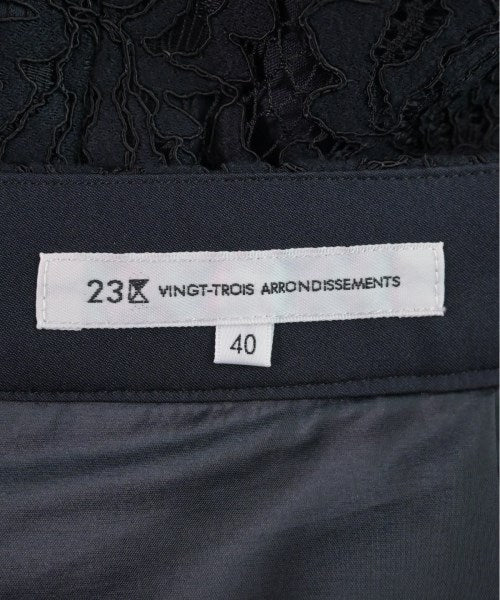 23区 VINGT-TROIS ARRONDISSEMENTS
40